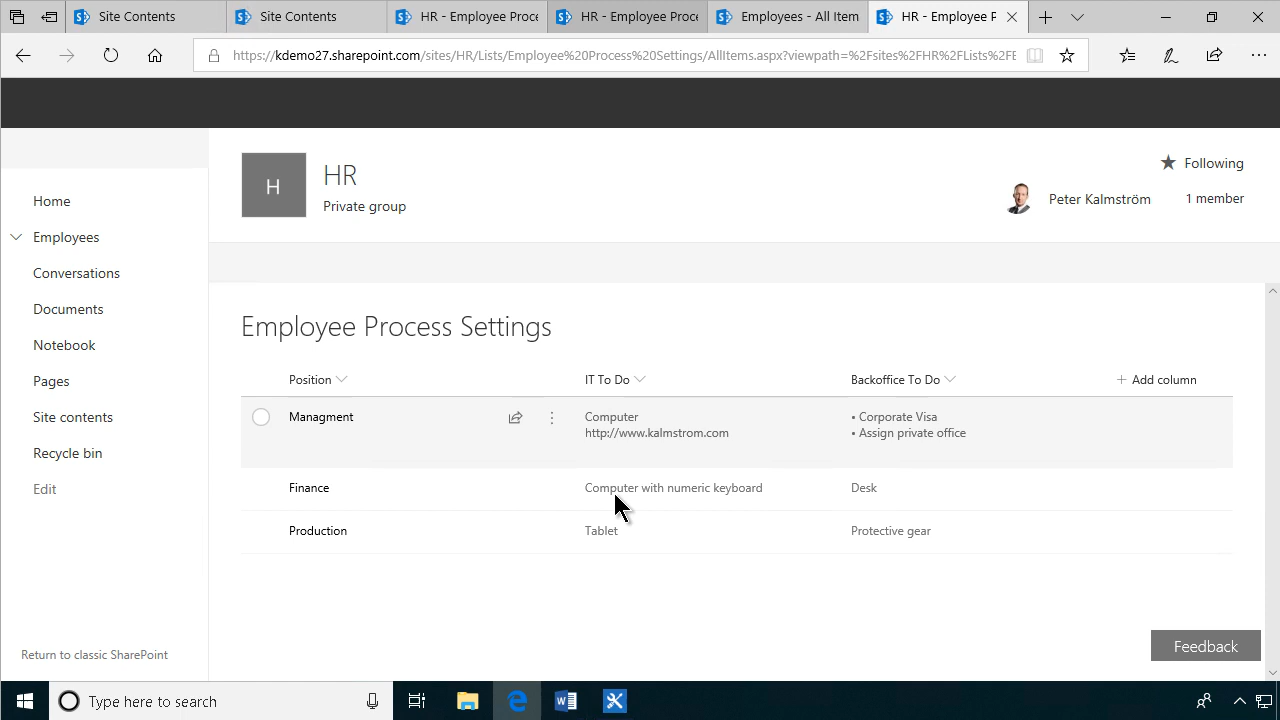 Site Contents
Site Contents
HR - Employee Proce
HR - Employee Proce
Employees - All Item
HR - Employee P
https://kdemo27.sharepoint.com/sites/HR/Lists/Employee%20Process%20Settings/AllItems.aspx?viewpath=%2Fsites%2FHR%2FLists%2FE
H
HR
Private group
Following
Peter Kalmström
1 member
Home
Employees
Conversations
Documents
Notebook
Pages
Site contents
Recycle bin
Edit
Return to classic SharePoint
Employee Process Settings
Position
IT To Do
Backoffice To Do
+ Add column
Managment
Computer
http://www.kalmstrom.com
• Corporate Visa
• Assign private office
Finance
Computer with numeric keyboard
Desk
Production
Tablet
Protective gear
Feedback
Type here to search